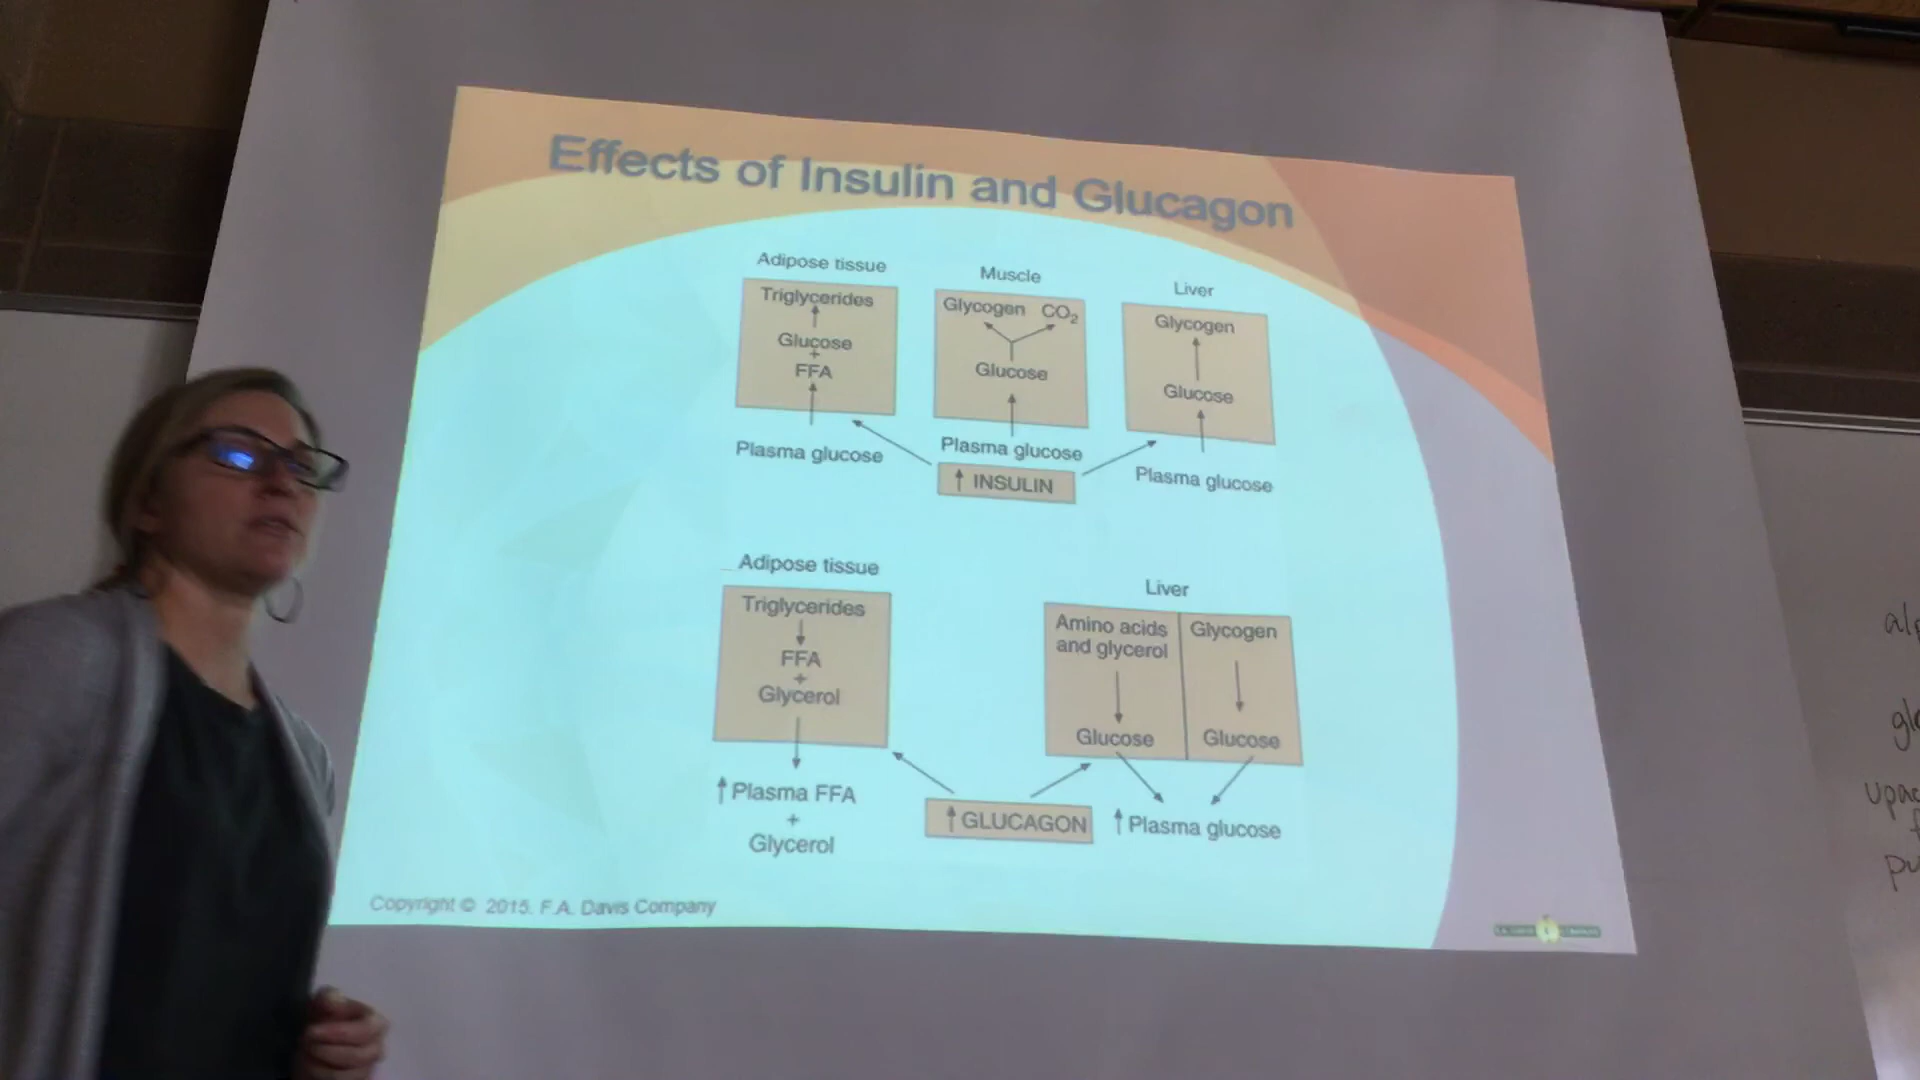 Effects of Insulin and Glucagon
Adipose tissue
Triglycerides
Glucose
+
FFA
Plasma glucose
Muscle
Glycogen CO₂
Glucose
Plasma glucose
Liver
Glycogen
Glucose
Plasma glucose
↑ INSULIN
Adipose tissue
Triglycerides
FFA
+
Glycerol
↑ Plasma FFA
+
Glycerol
Liver
Amino acids
and glycerol
Glucose
Glycogen
Glucose
↑ GLUCAGON
↑ Plasma glucose
Copyright © 2015. F.A. Davis Company